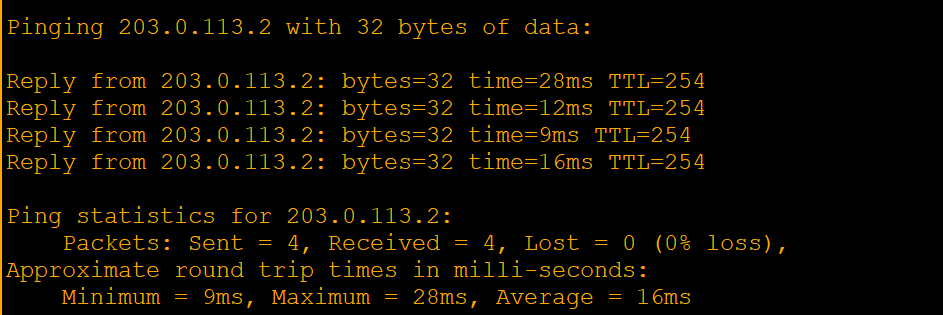 Pinging 203.0.113.2 with 32 bytes of data:
Reply from 203.0.113.2: bytes=32 time=28ms TTL=254
Reply from 203.0.113.2: bytes=32 time=12ms TTL=254
Reply from 203.0.113.2: bytes=32 time=9ms TTL=254
Reply from 203.0.113.2: bytes=32 time=16ms TTL=254
Ping statistics for 203.0.113.2:
    Packets: Sent = 4, Received = 4, Lost = 0 (0% loss),
Approximate round trip times in milli-seconds:
    Minimum = 9ms, Maximum = 28ms, Average = 16ms